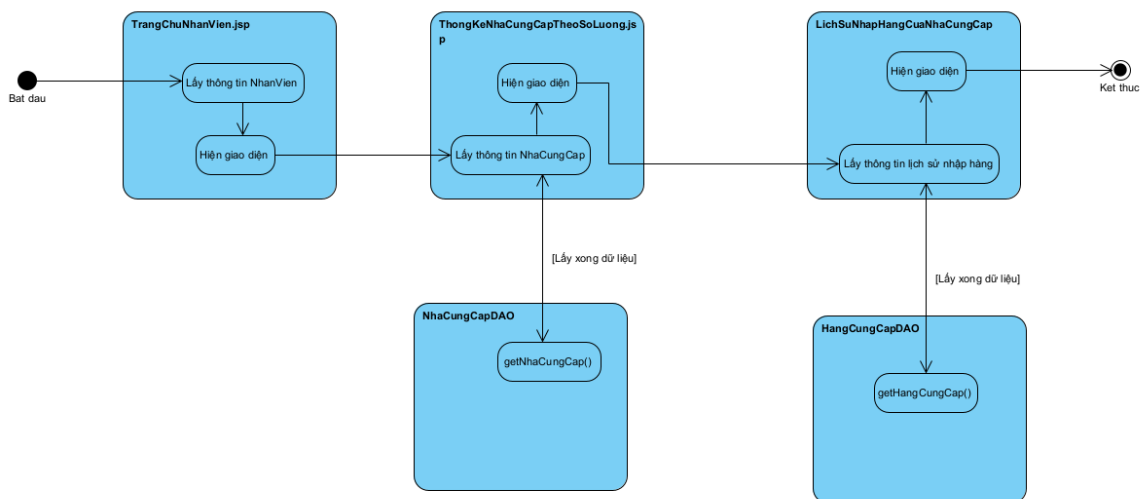 TrangChuNhanVien.jsp
Lấy thông tin NhanVien
Hiện giao diện
Bat dau
ThongKeNhaCungCapTheoSoLuong.js
p
Hiện giao diện
Lấy thông tin NhaCungCap
LichSuNhapHangCuaNhaCungCap
Hiện giao diện
Lấy thông tin lịch sử nhập hàng
Ket thuc
[Lấy xong dữ liệu]
[Lấy xong dữ liệu]
NhaCungCapDAO
getNhaCungCap()
HangCungCapDAO
getHangCungCap()